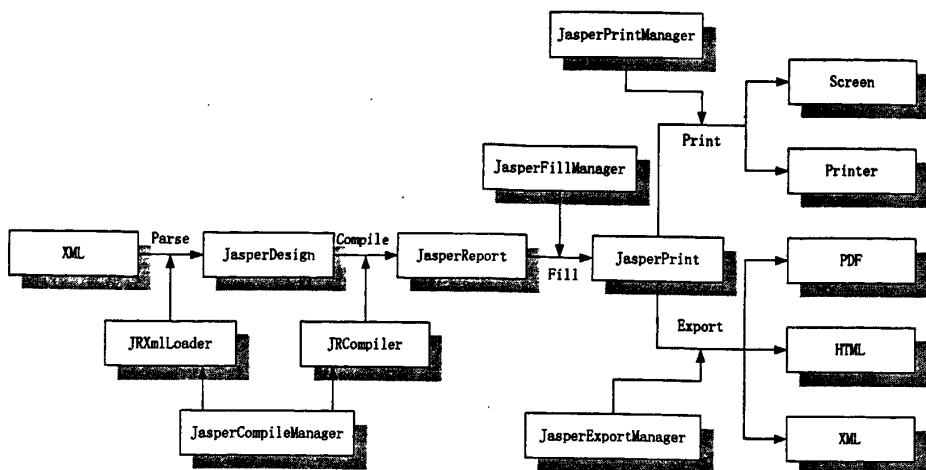 JasperPrintManager
Screen
Print
JasperFillManager
Printer
XML
Parse
JasperDesign
Compile
JasperReport
Fill
JasperPrint
PDF
Export
JRXmlLoader
JRCompiler
HTML
JasperCompileManager
JasperExportManager
XML